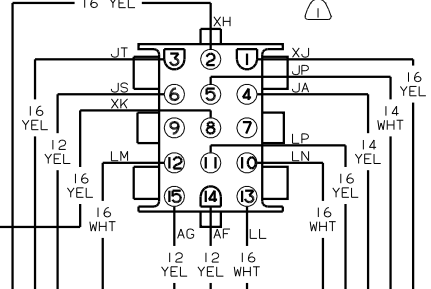 16 YEL
1
XH
JT
3
2
1
XJ
JP
JS
6
5
4
JA
16
YEL
XK
16
YEL
14
WHT
9
8
7
12
YEL
LP
14
YEL
LM
12
11
10
LN
16
YEL
16
YEL
15
14
13
16
WHT
16
WHT
AG
AF
LL
12
YEL
12
YEL
16
WHT